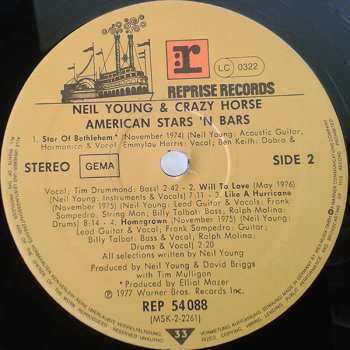 r
LC 0322
REPRISE RECORDS
NEIL YOUNG & CRAZY HORSE
AMERICAN STARS 'N BARS
1. Star Of Bethlehem* (November 1974) (Neil Young: Acoustic Guitar,
Harmonica & Vocal; Emmylou Harris: Vocal; Ben Keith: Dobro &
STEREO
GEMA
SIDE 2
Vocal; Tim Drummond: Bass) 2:42 - 2. Will To Love (May 1976)
(Neil Young: Instruments & Vocals) 7:11 - 3. Like A Hurricane
(November 1975) (Neil Young: Lead Guitar & Vocals; Frank
Sampedro: String Man; Billy Talbot: Bass; Ralph Molina:
Drums) 8:14 - 4. Homegrown (November 1975) (Neil Young:
Lead Guitar & Vocal; Frank Sampedro: Guitar;
Billy Talbot: Bass & Vocal; Ralph Molina:
Drums & Vocal) 2:20
All selections written by Neil Young
Produced by Neil Young & David Briggs
with Tim Mulligan
* Produced by Elliot Mazer
℗ 1977 Warner Bros. Records Inc.
REP 54 088
(MSK-2-2261)
33